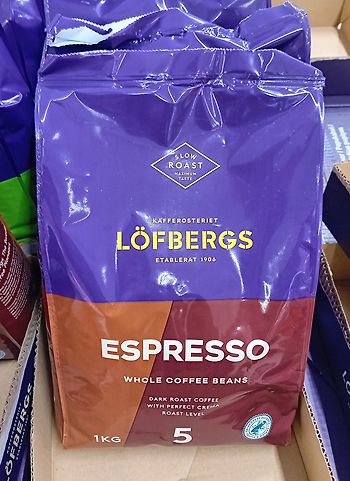 SLOW
ROAST
MAXIMUM
TASTE
KAFFEROSTERIET
LÖFBERGS
ETABLERAT 1906
ESPRESSO
WHOLE COFFEE BEANS
DARK ROAST COFFEE
WITH PERFECT CREMA
ROAST LEVEL
1KG 5
LÖFBERGS